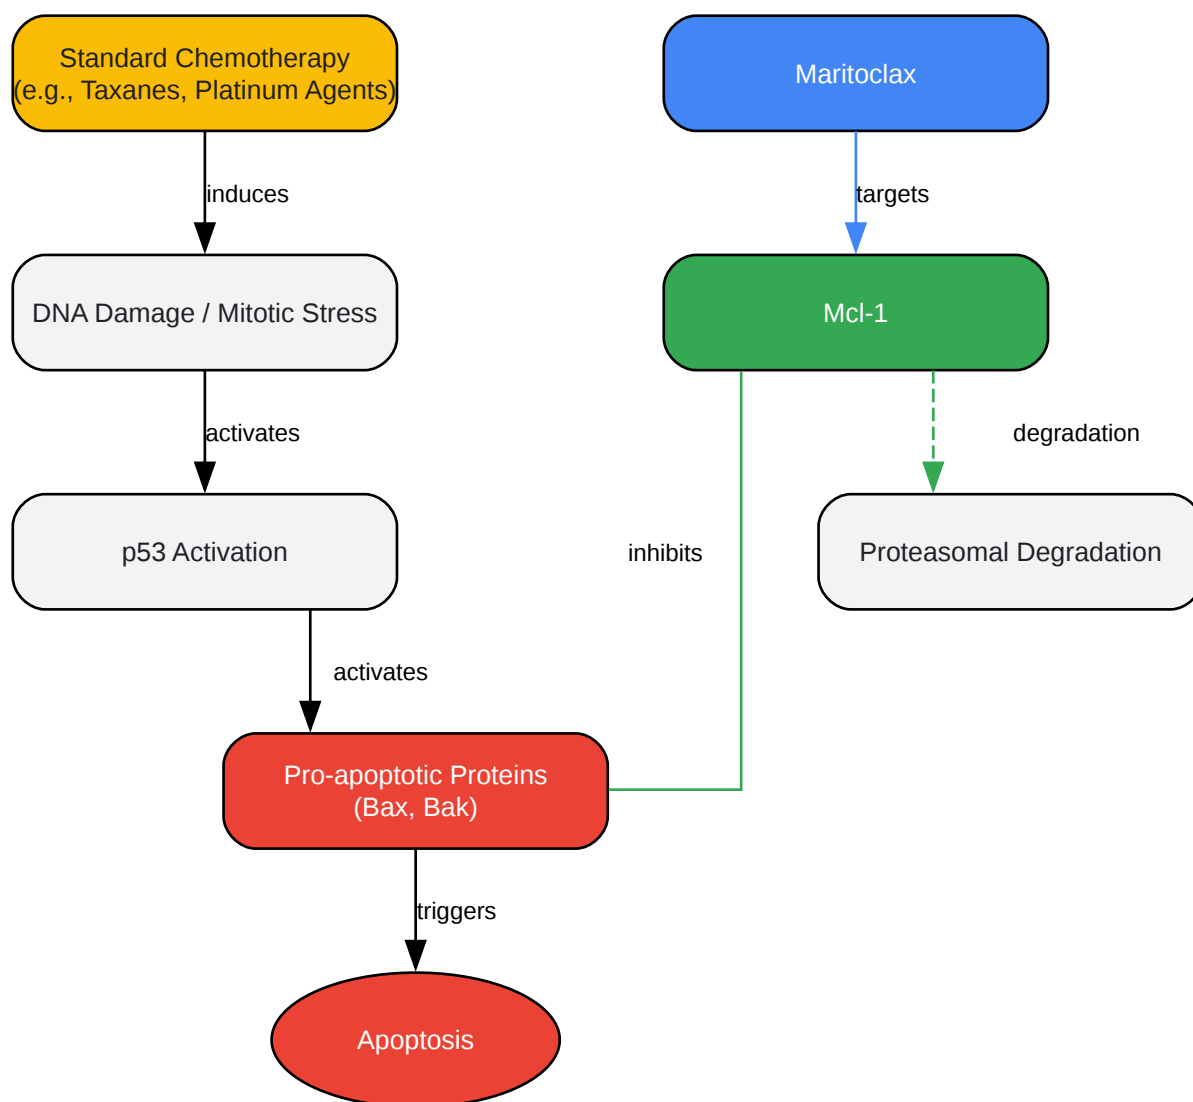 Standard Chemotherapy
(e.g., Taxanes, Platinum Agents)
Maritoclax
induces
targets
DNA Damage / Mitotic Stress
Mcl-1
activates
degradation
p53 Activation
inhibits
Proteasomal Degradation
activates
Pro-apoptotic Proteins
(Bax, Bak)
triggers
Apoptosis